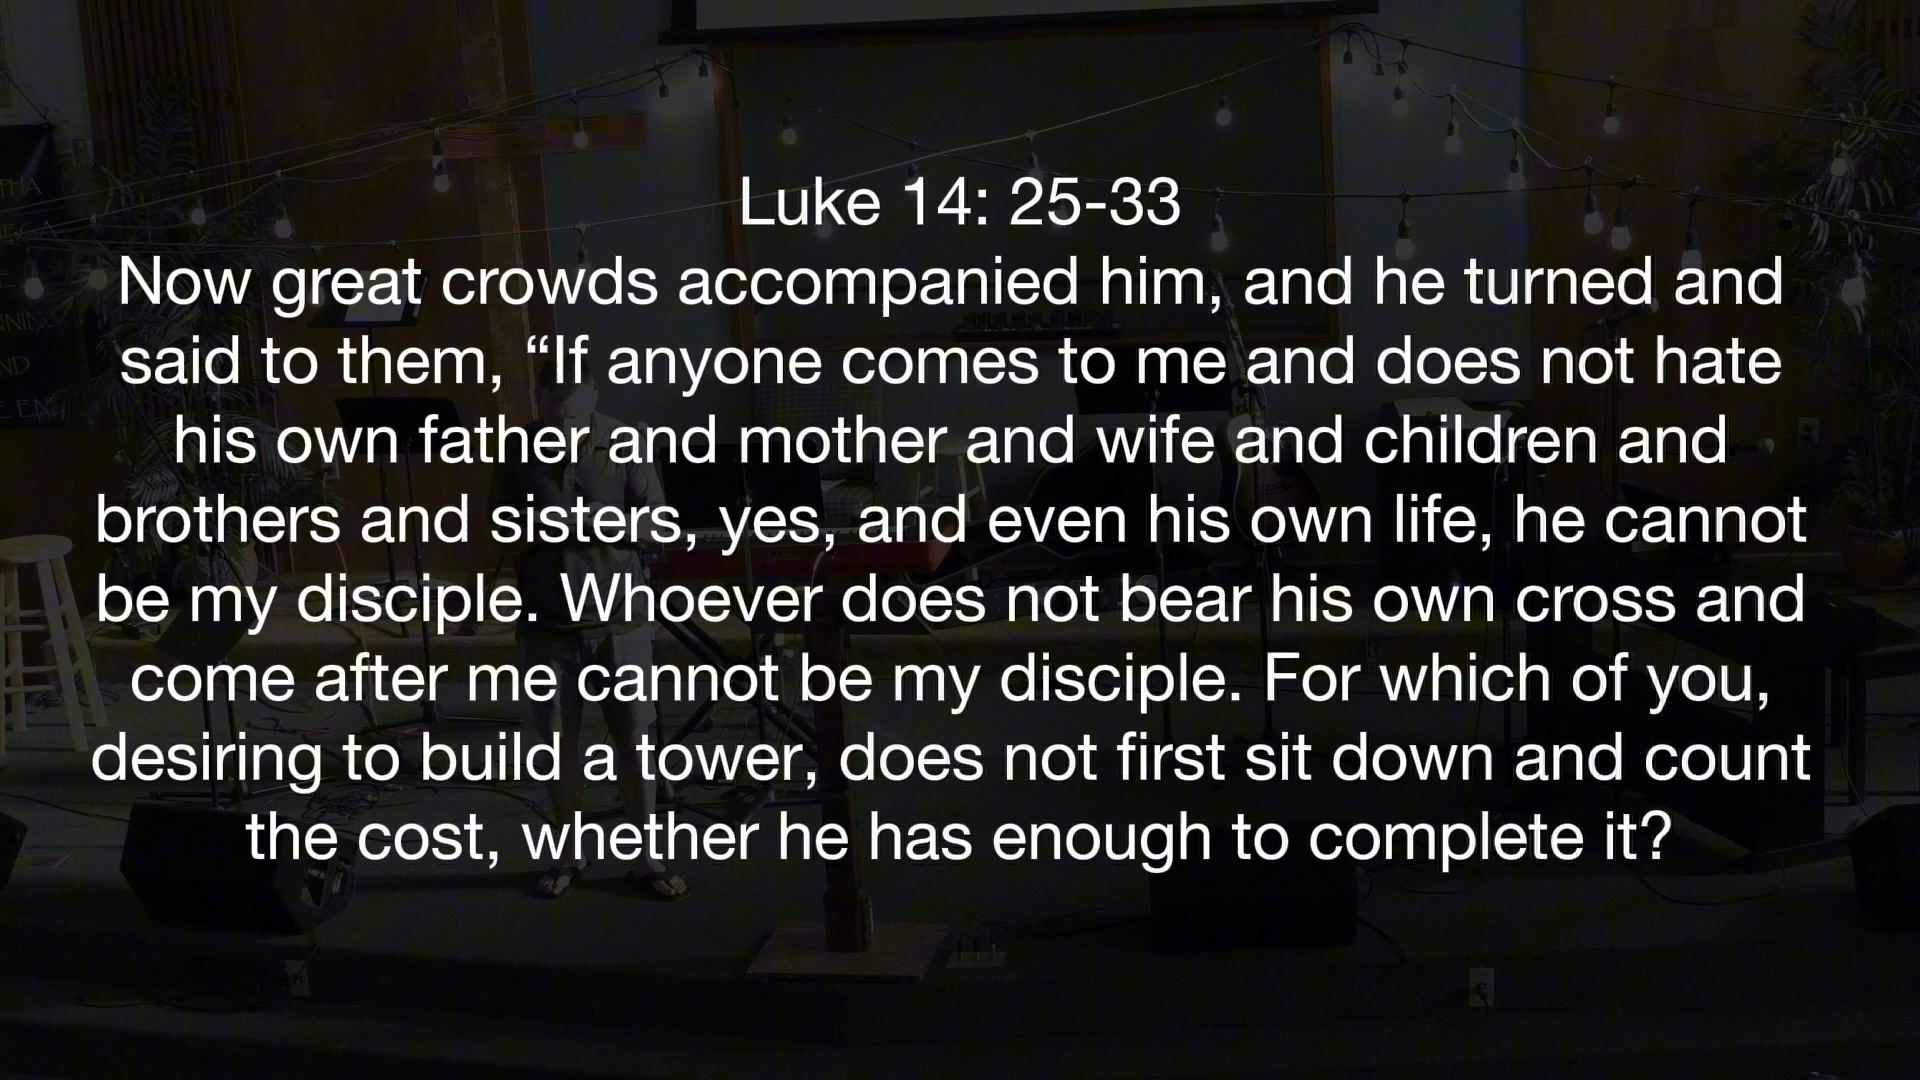 Luke 14: 25-33
Now great crowds accompanied him, and he turned and
said to them, “If anyone comes to me and does not hate
his own father and mother and wife and children and
brothers and sisters, yes, and even his own life, he cannot
be my disciple. Whoever does not bear his own cross and
come after me cannot be my disciple. For which of you,
desiring to build a tower, does not first sit down and count
the cost, whether he has enough to complete it?